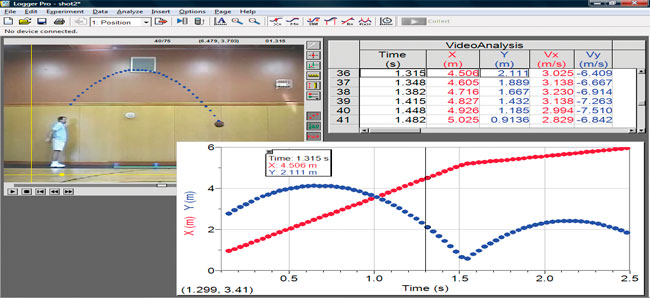 Logger Pro - shot2*
File Edit Experiment Data Analyze Insert Options Page Help
1: Position
Collect
No device connected.
40/75 (6.479, 3.703) 01.315
VideoAnalysis
Time X Y Vx Vy
(s) (m) (m) (m/s) (m/s)
36 1.315 4.506 2.111 3.025 -6.409
37 1.348 4.605 1.889 3.138 -6.667
38 1.382 4.716 1.667 3.230 -6.914
39 1.415 4.827 1.432 3.138 -7.263
40 1.448 4.926 1.185 2.994 -7.510
41 1.482 5.025 0.9136 2.829 -6.842
Time: 1.315 s
X: 4.506 m
Y: 2.111 m
X (m) Y (m)
6
4
2
0
0.5 1.0 1.5 2.0 2.5
Time (s)
(1.299, 3.41)